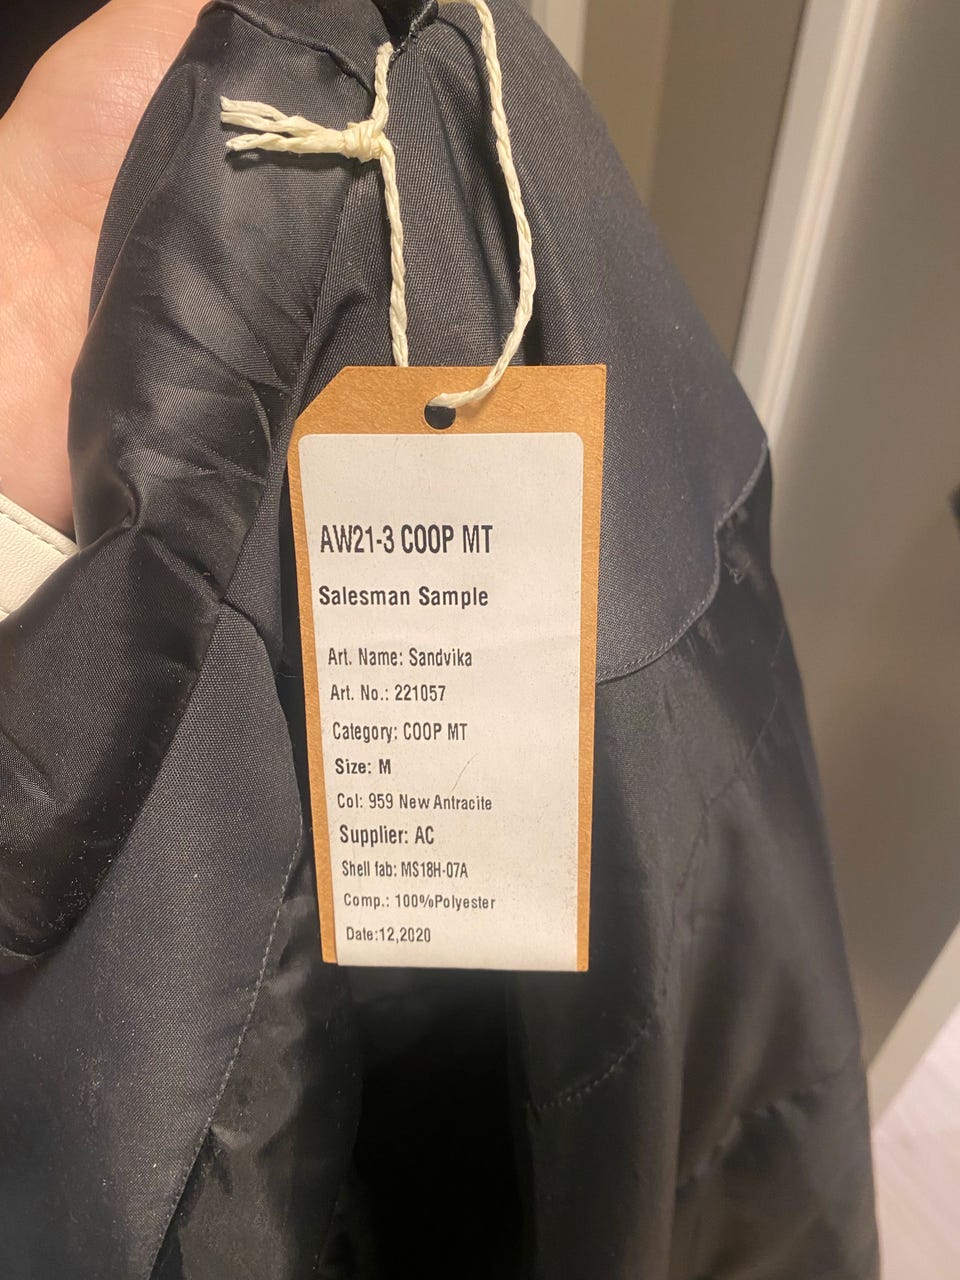 AW21-3 COOP MT
Salesman Sample
Art. Name: Sandvika
Art. No.: 221057
Category: COOP MT
Size: M
Col: 959 New Antracite
Supplier: AC
Shell fab: MS18H-07A
Comp.: 100%Polyester
Date:12,2020